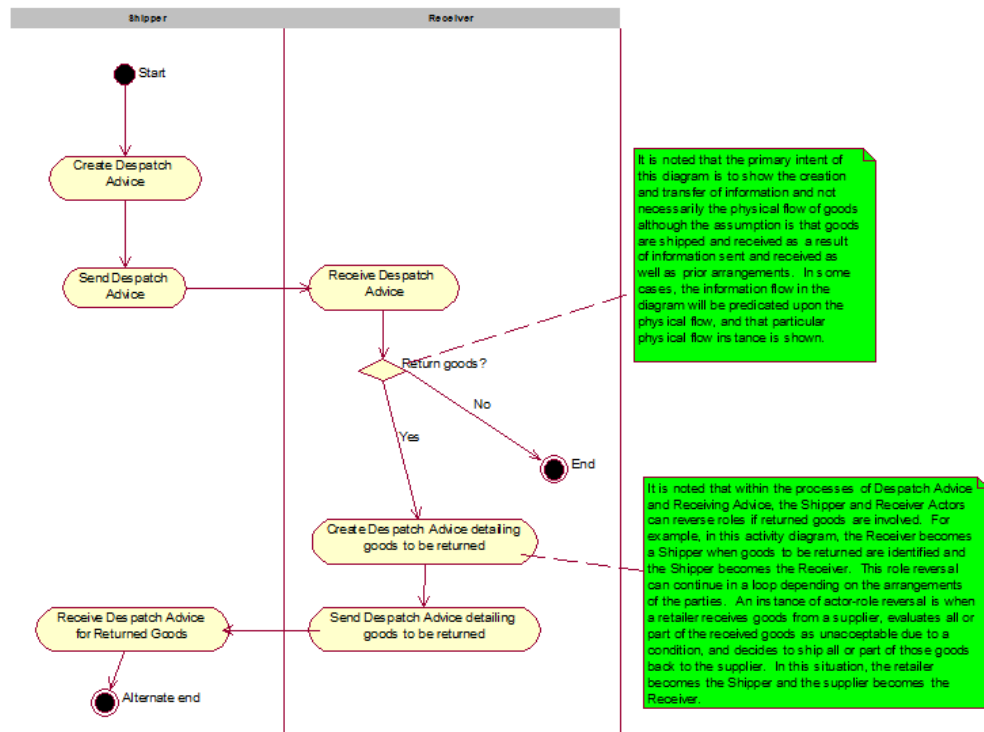 Shipper
Receiver
Start
Create Despatch
Advice
Send Despatch
Advice
Receive Despatch
Advice
It is noted that the primary intent of
this diagram is to show the creation
and transfer of information and not
necessarily the physical flow of goods
although the assumption is that goods
are shipped and received as a result
of information sent and received as
well as prior arrangements. In some
cases, the information flow in the
diagram will be predicated upon the
physical flow, and that particular
physical flow instance is shown.
Return goods?
No
Yes
End
It is noted that within the processes of Despatch Advice
and Receiving Advice, the Shipper and Receiver Actors
can reverse roles if returned goods are involved. For
example, in this activity diagram, the Receiver becomes
a Shipper when goods to be returned are identified and
the Shipper becomes the Receiver. This role reversal
can continue in a loop depending on the arrangements
of the parties. An instance of actor-role reversal is when
a retailer receives goods from a supplier, evaluates all or
part of the received goods as unacceptable due to a
condition, and decides to ship all or part of those goods
back to the supplier. In this situation, the retailer
becomes the Shipper and the supplier becomes the
Receiver.
Create Despatch Advice detailing
goods to be returned
Send Despatch Advice detailing
goods to be returned
Receive Despatch Advice
for Returned Goods
Alternate end